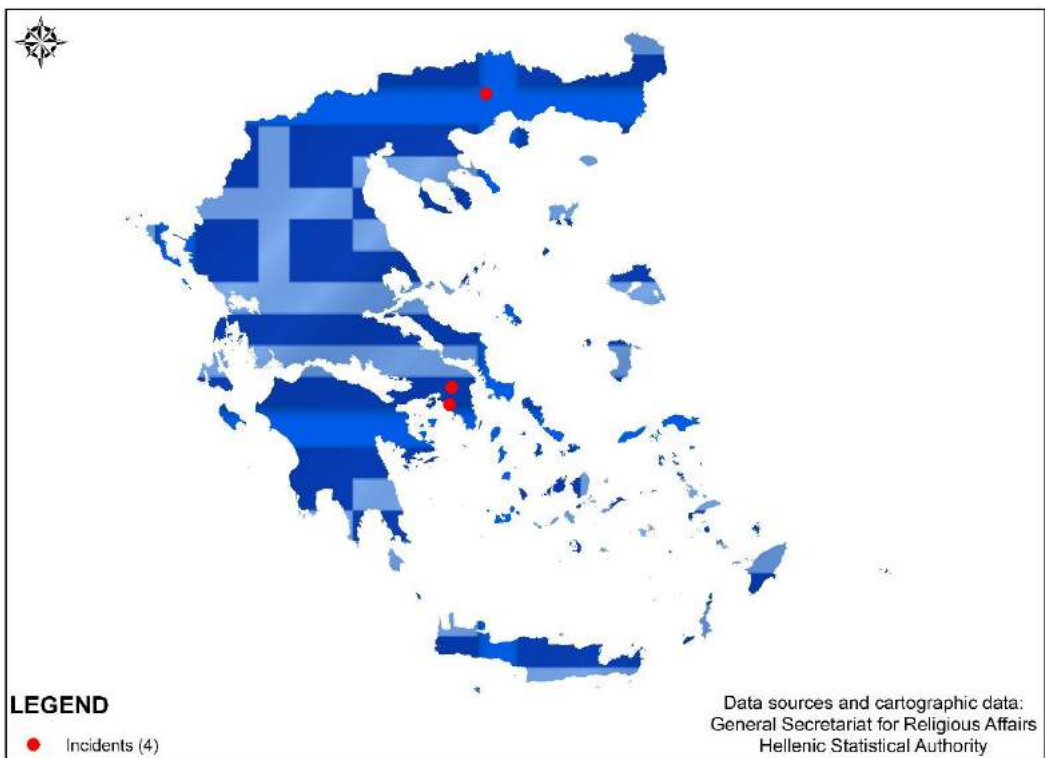 LEGEND
Incidents (4)
Data sources and cartographic data:
General Secretariat for Religious Affairs
Hellenic Statistical Authority